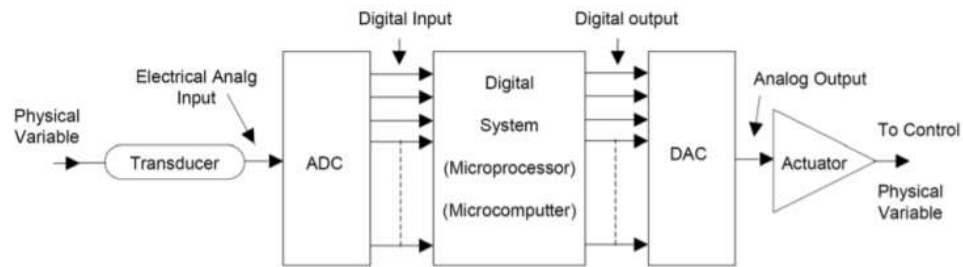 Digital Input
Digital output
Electrical Analg
Input
Analog Output
Physical
Variable
Transducer
ADC
Digital
System
(Microprocessor)
(Microcomputter)
DAC
Actuator
To Control
Physical
Variable